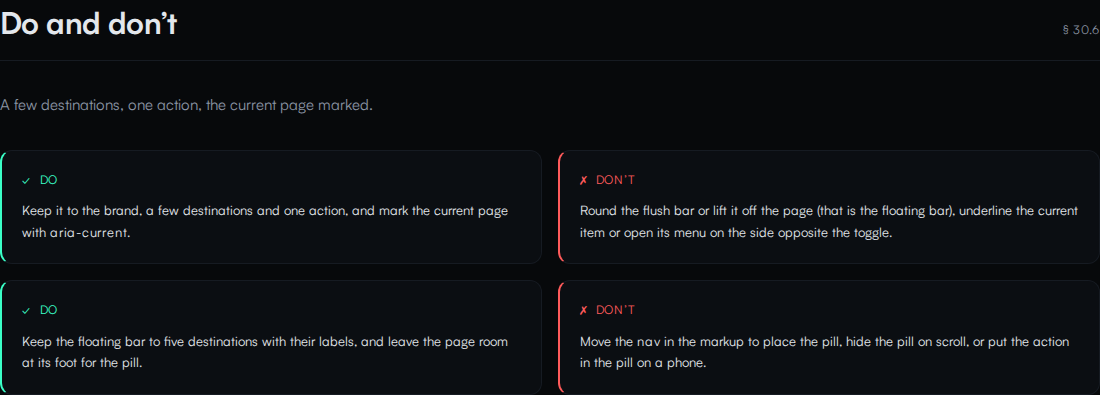 Do and don’t
§ 30.6
A few destinations, one action, the current page marked.
✓ DO
Keep it to the brand, a few destinations and one action, and mark the current page
with aria-current.
✗ DON’T
Round the flush bar or lift it off the page (that is the floating bar), underline the current
item or open its menu on the side opposite the toggle.
✓ DO
Keep the floating bar to five destinations with their labels, and leave the page room
at its foot for the pill.
✗ DON’T
Move the nav in the markup to place the pill, hide the pill on scroll, or put the action
in the pill on a phone.